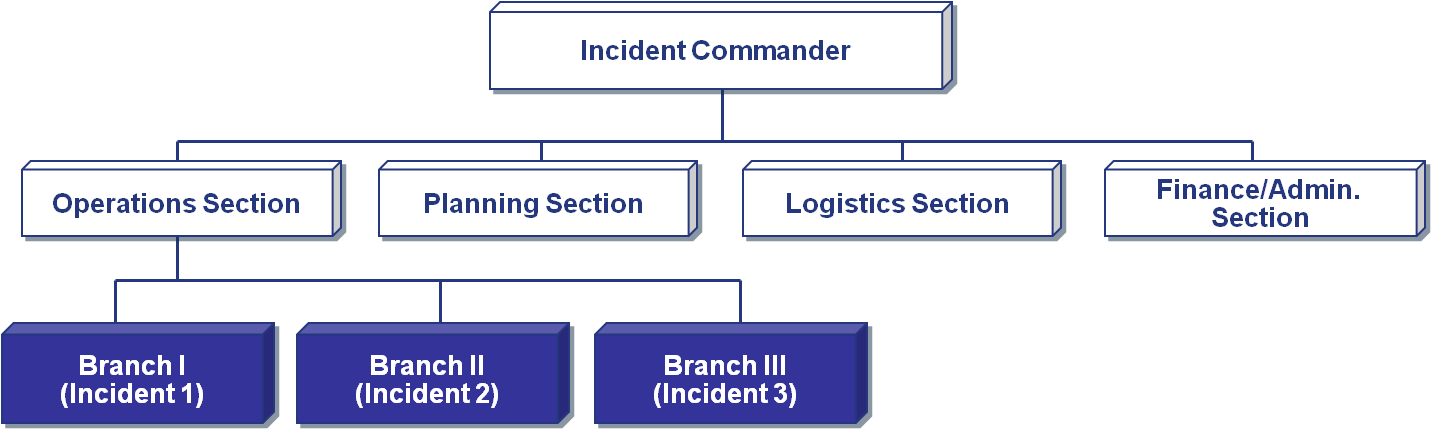 Incident Commander
Operations Section
Planning Section
Logistics Section
Finance/Admin.
Section
Branch I
(Incident 1)
Branch II
(Incident 2)
Branch III
(Incident 3)